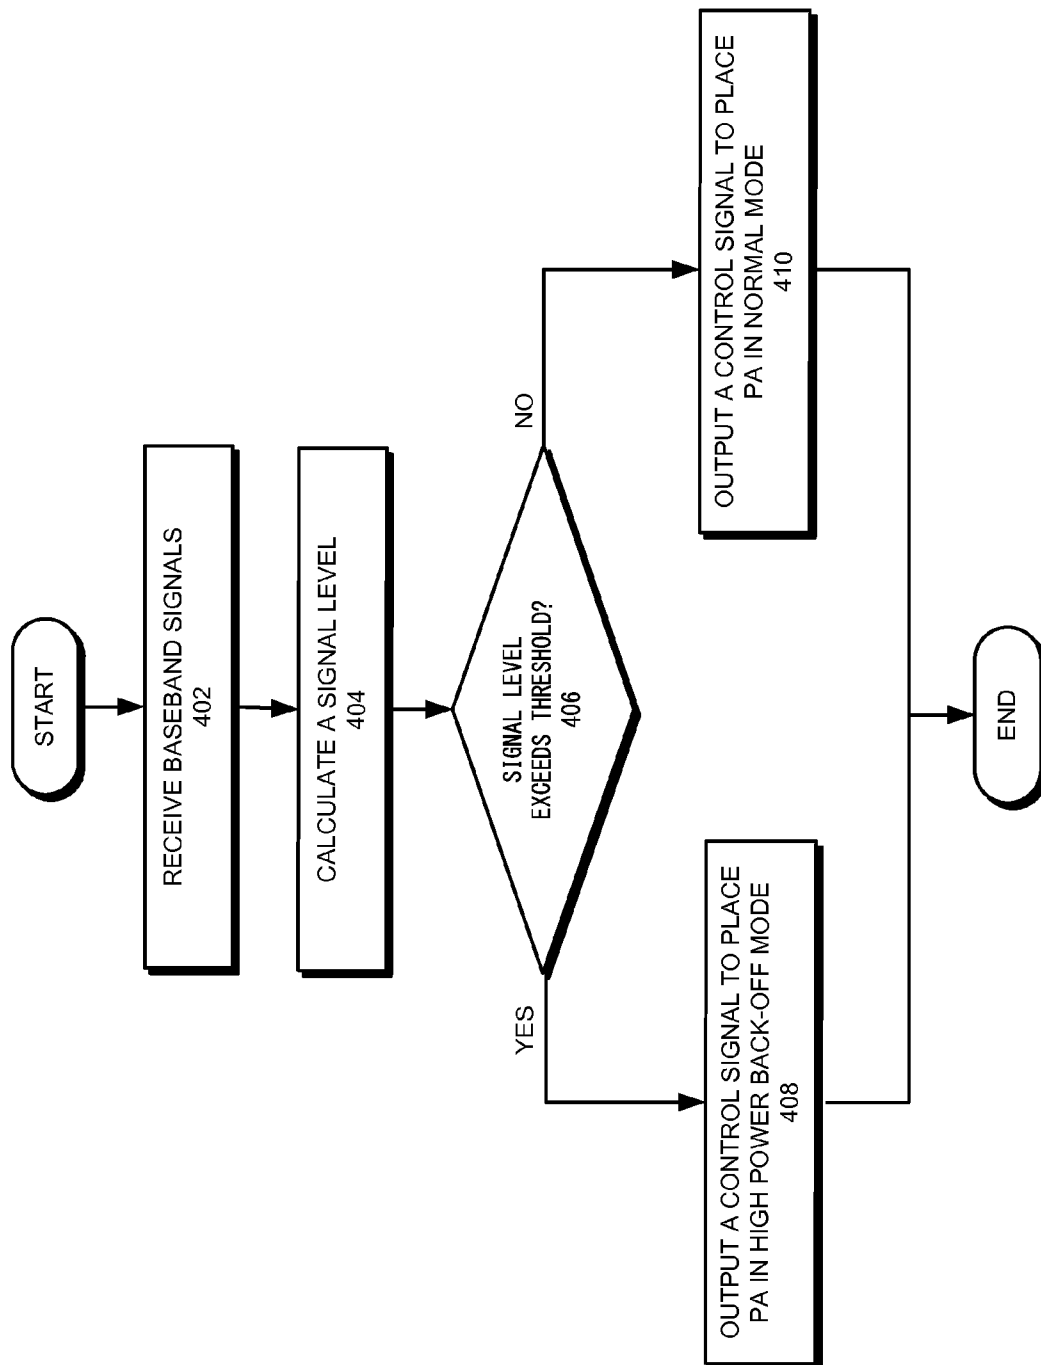 START
RECEIVE BASEBAND SIGNALS
402
CALCULATE A SIGNAL LEVEL
404
SIGNAL LEVEL
EXCEEDS THRESHOLD?
406
YES
NO
OUTPUT A CONTROL SIGNAL TO PLACE
PA IN HIGH POWER BACK-OFF MODE
408
OUTPUT A CONTROL SIGNAL TO PLACE
PA IN NORMAL MODE
410
END